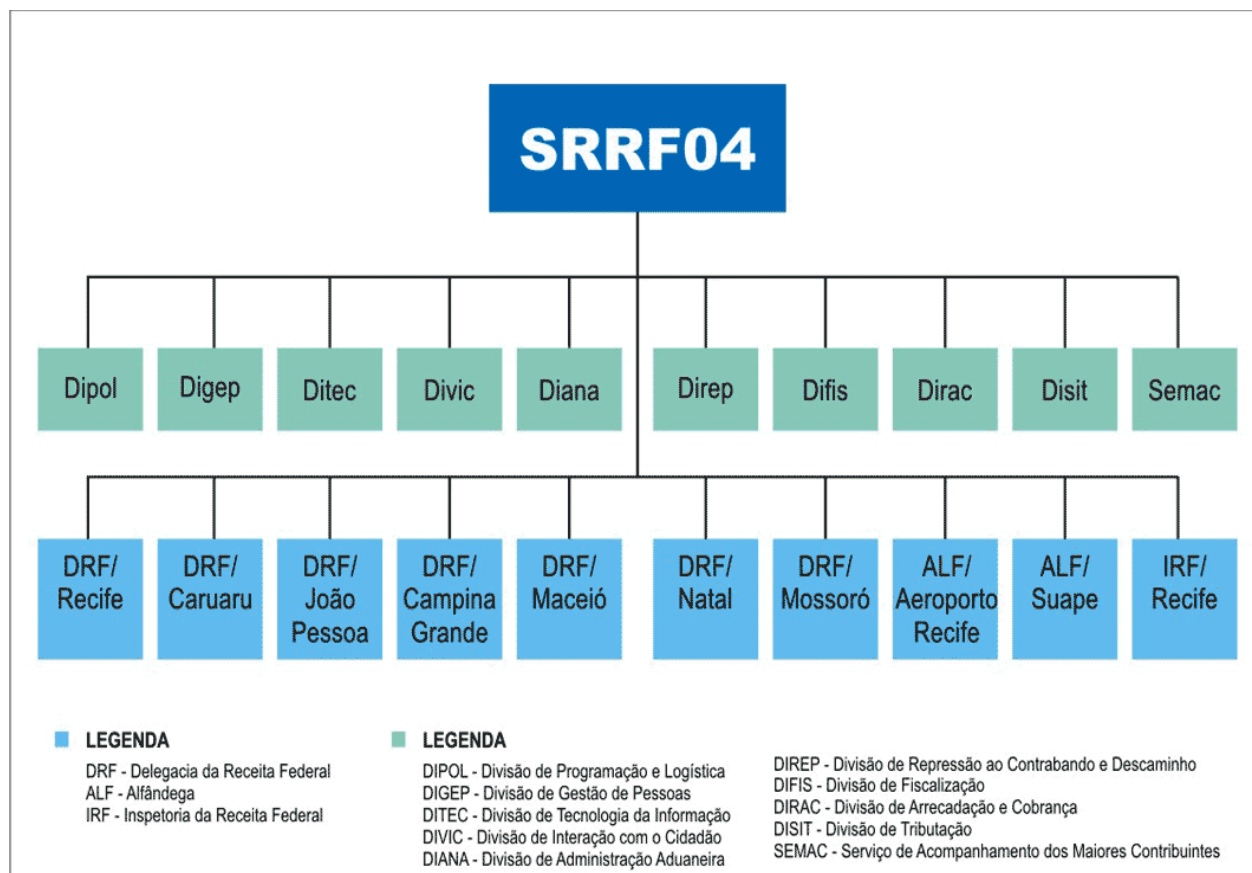 SRRF04
Dipol
Digep
Ditec
Divic
Diana
Direp
Difis
Dirac
Disit
Semac
DRF/
Recife
DRF/
Caruaru
DRF/
João
Pessoa
DRF/
Campina
Grande
DRF/
Maceió
DRF/
Natal
DRF/
Mossoró
ALF/
Aeroporto
Recife
ALF/
Suape
IRF/
Recife
LEGENDA
DRF - Delegacia da Receita Federal
ALF - Alfândega
IRF - Inspetoria da Receita Federal
LEGENDA
DIPOL - Divisão de Programação e Logística
DIGEP - Divisão de Gestão de Pessoas
DITEC - Divisão de Tecnologia da Informação
DIVIC - Divisão de Interação com o Cidadão
DIANA - Divisão de Administração Aduaneira
DIREP - Divisão de Repressão ao Contrabando e Descaminho
DIFIS - Divisão de Fiscalização
DIRAC - Divisão de Arrecadação e Cobrança
DISIT - Divisão de Tributação
SEMAC - Serviço de Acompanhamento dos Maiores Contribuintes